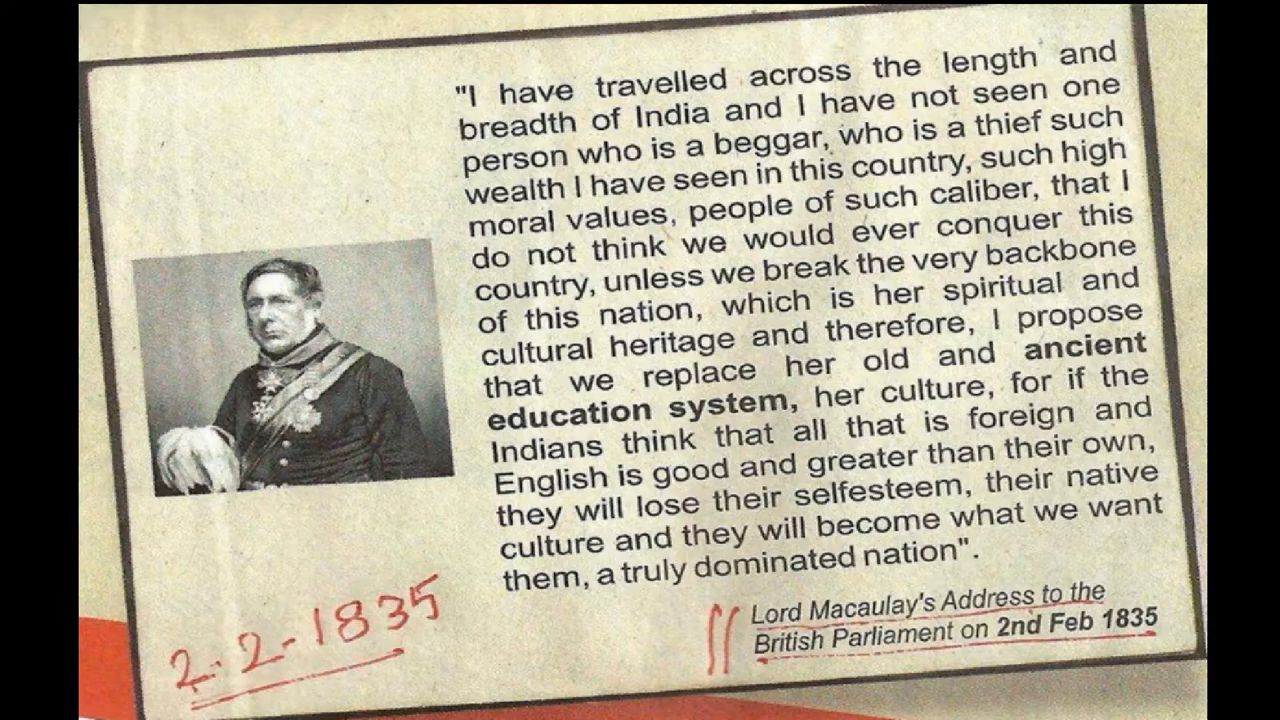 "I have travelled across the length and
breadth of India and I have not seen one
person who is a beggar, who is a thief such
wealth I have seen in this country, such high
moral values, people of such caliber, that I
do not think we would ever conquer this
country, unless we break the very backbone
of this nation, which is her spiritual and
cultural heritage and therefore, I propose
that we replace her old and ancient
education system, her culture, for if the
Indians think that all that is foreign and
English is good and greater than their own,
they will lose their selfesteem, their native
culture and they will become what we want
them, a truly dominated nation".
Lord Macaulay's Address to the
British Parliament on 2nd Feb 1835
2-2-1835